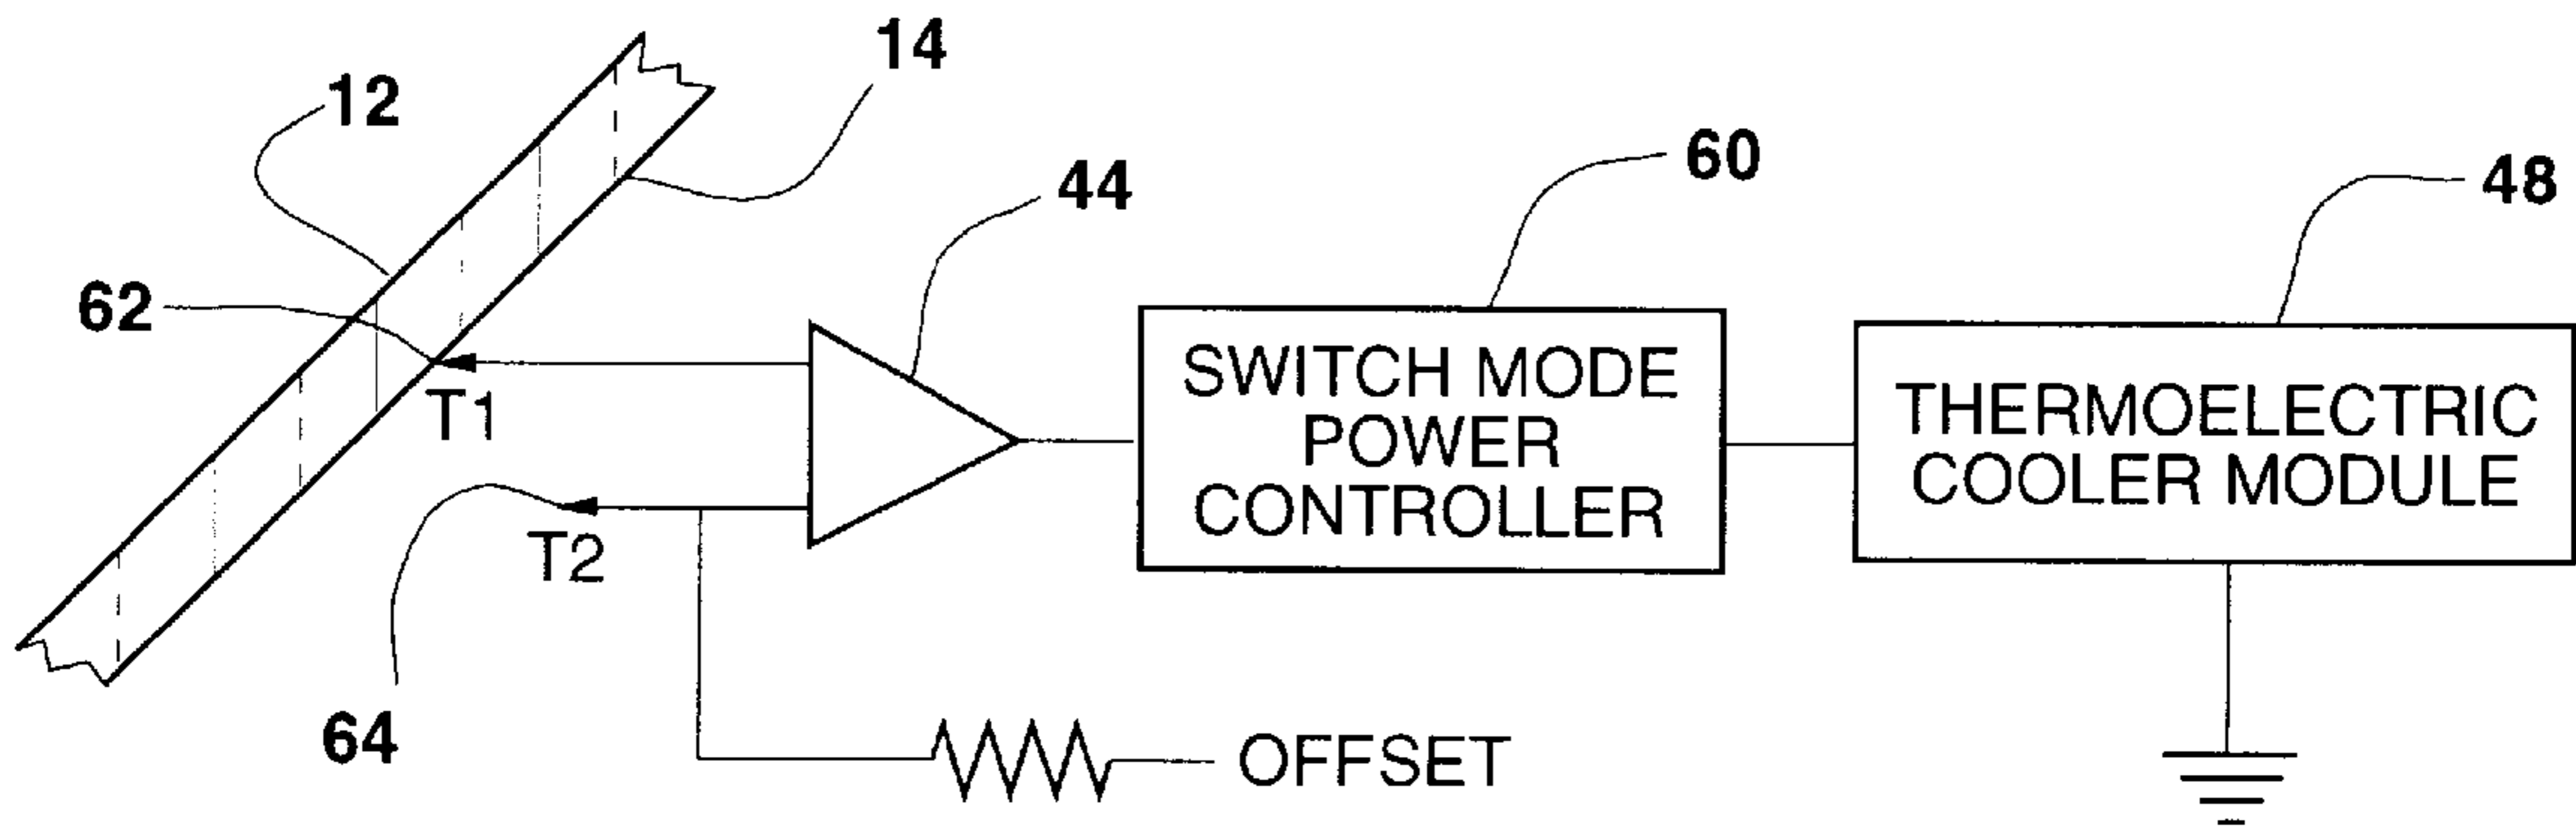 14
12
60
44
48
62
SWITCH MODE
POWER
CONTROLLER
THERMOELECTRIC
COOLER MODULE
T1
T2
64
OFFSET